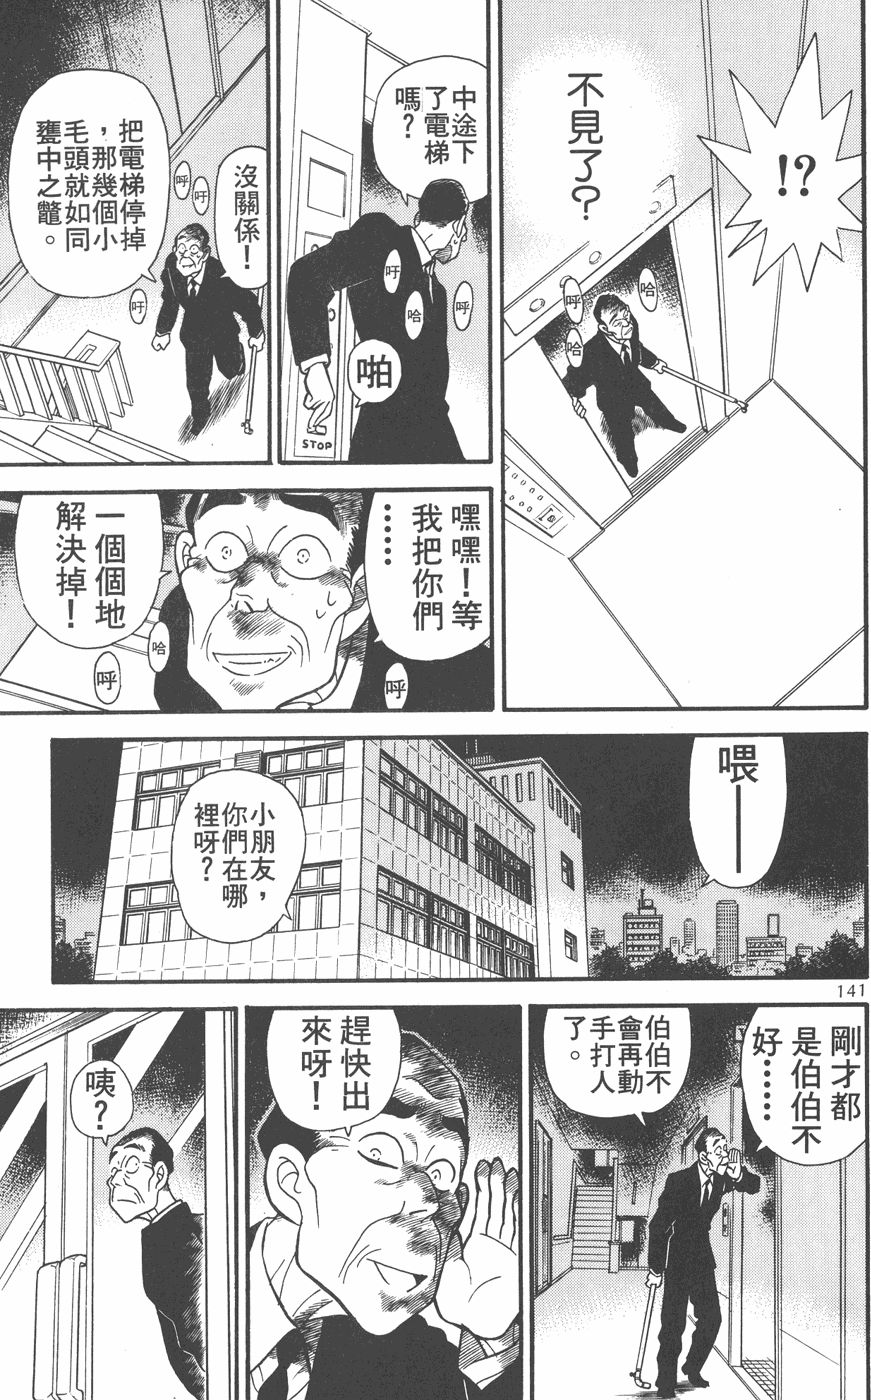 !?
不見了？
呼
哈
哈
中途下
了電梯
嗎？
吁
哈
呼
啪
STOP
沒關係！
把電梯停掉
，那幾個小
毛頭就如同
甕中之鼈。
呼
吁
吁
嘿嘿！等
我把你們
……
一個個地
解決掉！
哈
呼
呼
喂——
小朋友，
你們在哪
裡呀？
141
剛才都
是伯伯不
好……
伯伯不
會再動
手打人
了。
趕快出
來呀！
咦？